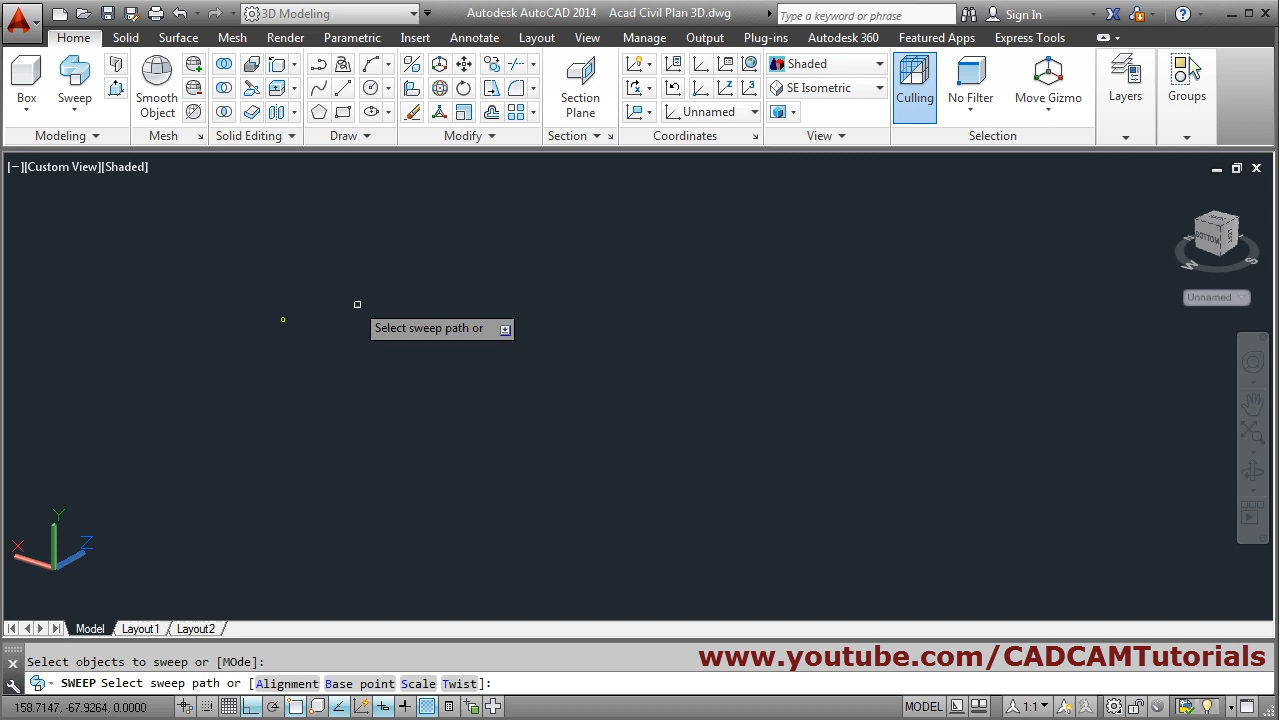 3D Modeling
Autodesk AutoCAD 2014 Acad Civil Plan 3D.dwg
Type a keyword or phrase
Sign In
Home Solid Surface Mesh Render Parametric Insert Annotate Layout View Manage Output Plug-ins Autodesk 360 Featured Apps Express Tools
Box
Sweep
Smooth
Object
Section
Plane
Unnamed
Shaded
SE Isometric
Culling
No Filter
Move Gizmo
Layers
Groups
Modeling
Mesh
Solid Editing
Draw
Modify
Section
Coordinates
View
Selection
[−][Custom View][Shaded]
BOTTOM
LEFT
W
S
Unnamed
Select sweep path or
Y
X
Z
Model Layout1 Layout2
Select objects to sweep or [MOde]:
www.youtube.com/CADCAMTutorials
SWEEP Select sweep path or [Alignment Base point Scale Twist]:
158.7147, -67.9264, 0.0000
MODEL
1:1